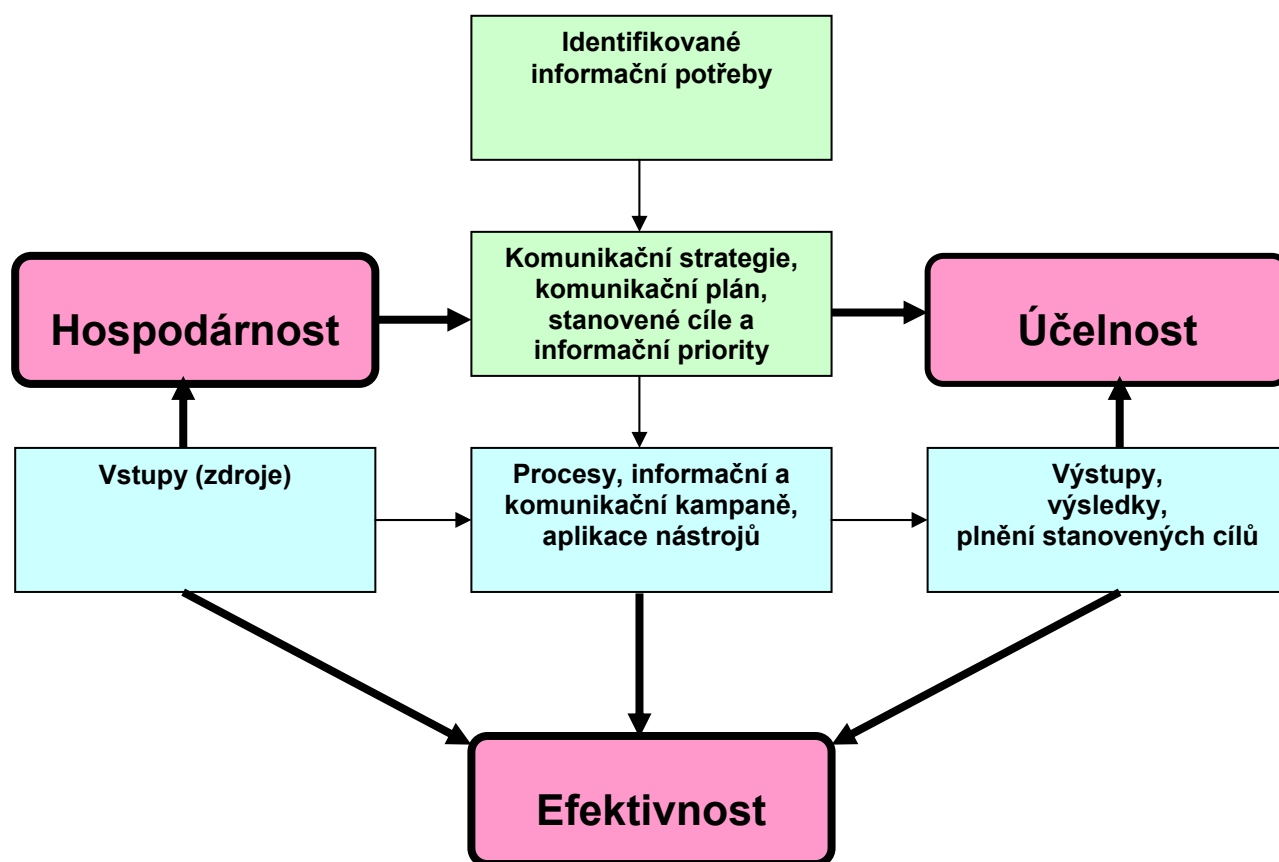 Identifikované
informační potřeby
Komunikační strategie,
komunikační plán,
stanovené cíle a
informační priority
Hospodárnost
Účelnost
Vstupy (zdroje)
Procesy, informační a
komunikační kampaně,
aplikace nástrojů
Výstupy,
výsledky,
plnění stanovených cílů
Efektivnost